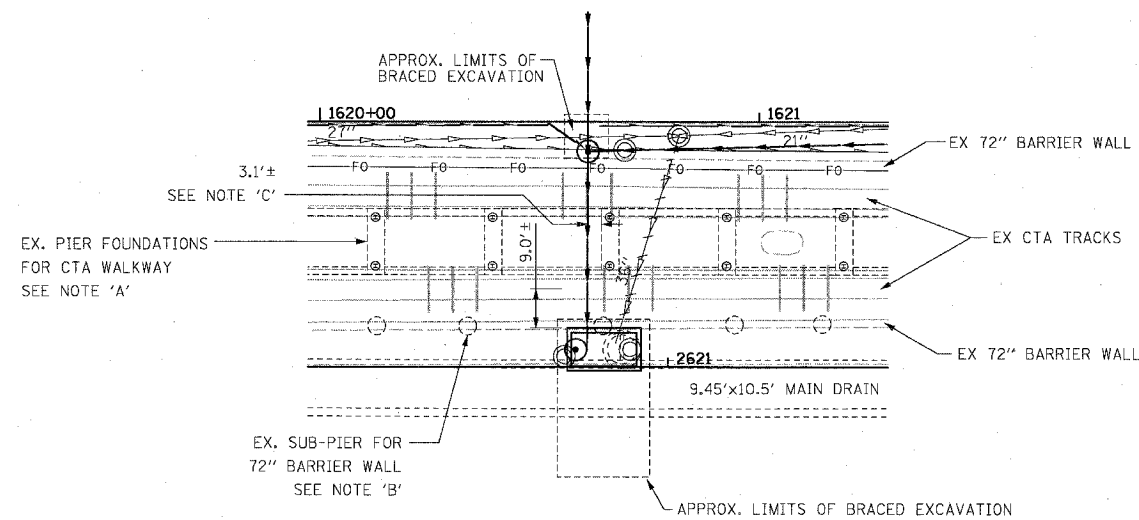 APPROX. LIMITS OF
BRACED EXCAVATION
1620+00
1621
27"
21"
EX 72" BARRIER WALL
FO FO FO FO FO FO FO
3.1'±
SEE NOTE 'C'
EX. PIER FOUNDATIONS
FOR CTA WALKWAY
SEE NOTE 'A'
9.0'±
36"
EX CTA TRACKS
EX 72" BARRIER WALL
2621
9.45'x10.5' MAIN DRAIN
EX. SUB-PIER FOR
72" BARRIER WALL
SEE NOTE 'B'
APPROX. LIMITS OF BRACED EXCAVATION